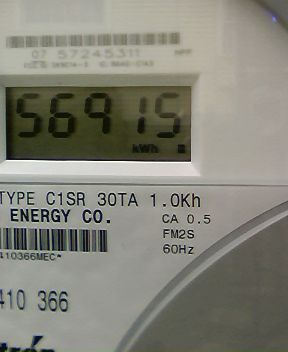 07 57245311
56915
kWh
TYPE C1SR 30TA 1.0Kh
ENERGY CO.
CA 0.5
FM2S
60Hz
410366MEC*
410 366
trón